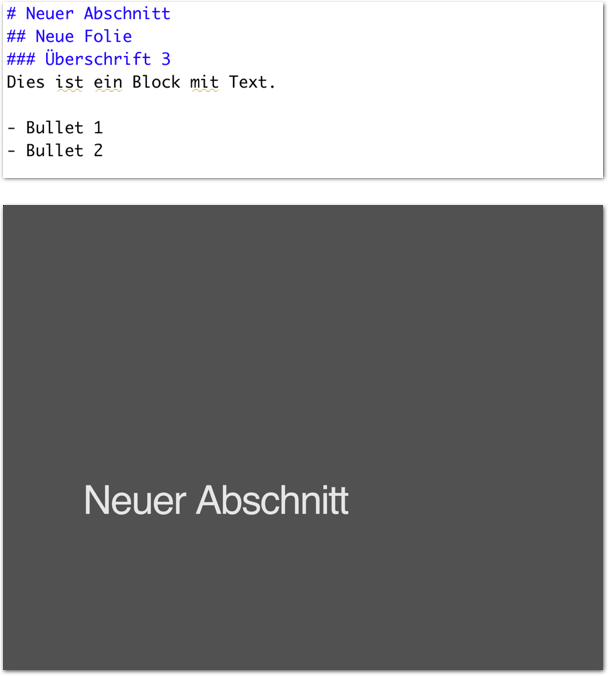 # Neuer Abschnitt
## Neue Folie
### Überschrift 3
Dies ist ein Block mit Text.
- Bullet 1
- Bullet 2
Neuer Abschnitt